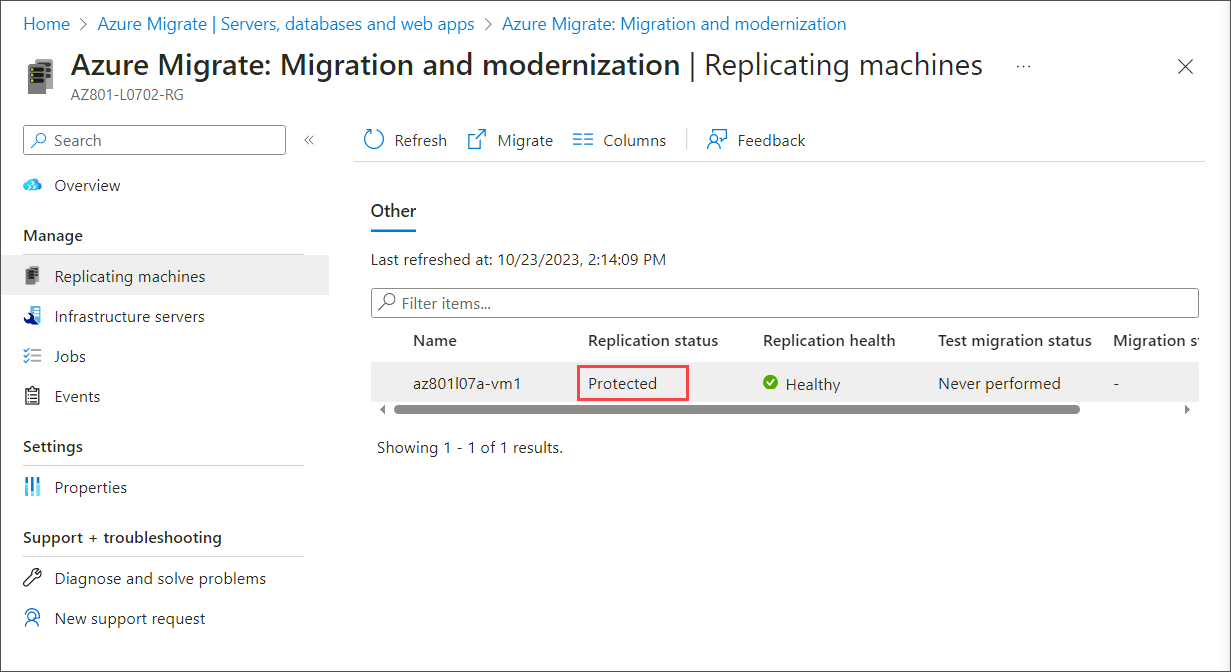 Home > Azure Migrate | Servers, databases and web apps > Azure Migrate: Migration and modernization
Azure Migrate: Migration and modernization | Replicating machines ...
AZ801-L0702-RG
Search «
Refresh Migrate Columns Feedback
Overview
Manage
Replicating machines
Infrastructure servers
Jobs
Events
Settings
Properties
Support + troubleshooting
Diagnose and solve problems
New support request
Other
Last refreshed at: 10/23/2023, 2:14:09 PM
Filter items...
Name Replication status Replication health Test migration status Migration s
az801l07a-vm1 Protected Healthy Never performed -
Showing 1 - 1 of 1 results.